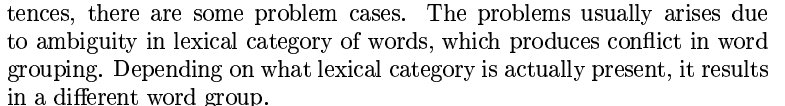 tences, there are some problem cases. The problems usually arises due
to ambiguity in lexical category of words, which produces conflict in word
grouping. Depending on what lexical category is actually present, it results
in a different word group.